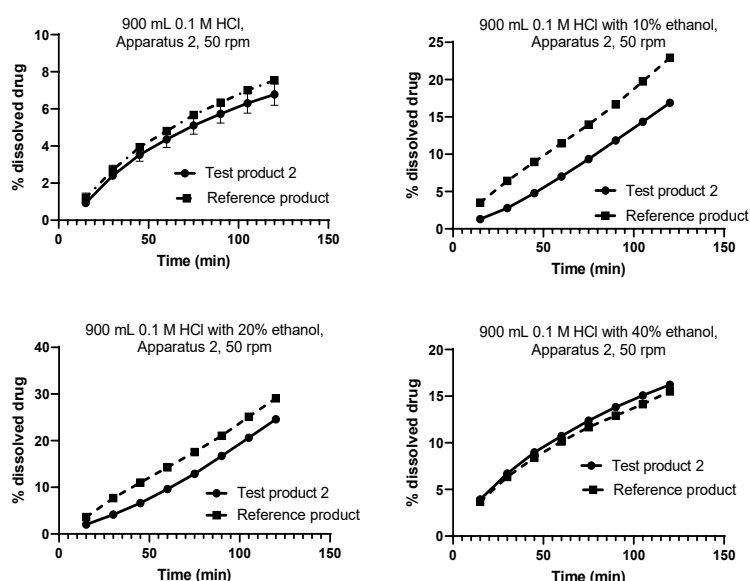 900 mL 0.1 M HCl,
Apparatus 2, 50 rpm
% dissolved drug
10
8
6
4
2
0
0
50
100
150
Time (min)
Test product 2
Reference product
900 mL 0.1 M HCl with 10% ethanol,
Apparatus 2, 50 rpm
% dissolved drug
25
20
15
10
5
0
0
50
100
150
Time (min)
Test product 2
Reference product
900 mL 0.1 M HCl with 20% ethanol,
Apparatus 2, 50 rpm
% dissolved drug
40
30
20
10
0
0
50
100
150
Time (min)
Test product 2
Reference product
900 mL 0.1 M HCl with 40% ethanol,
Apparatus 2, 50 rpm
% dissolved drug
20
15
10
5
0
0
50
100
150
Time (min)
Test product 2
Reference product